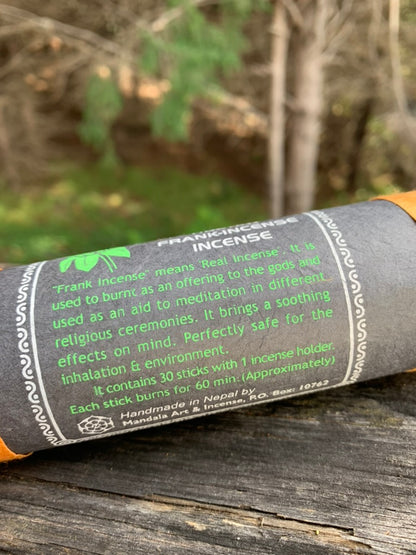 FRANKINCENSE
INCENSE
"Frank Incense" means 'Real Incense'. It is
used to burnt as an offering to the gods and
used as an aid to meditation in different
religious ceremonies. It brings a soothing
effects on mind. Perfectly safe for the
inhalation & environment.
It contains 30 sticks with 1 incense holder.
Each stick burns for 60 min. (Approximately)
Handmade in Nepal by
Mandala Art & Incense, P.O. Box: 10762